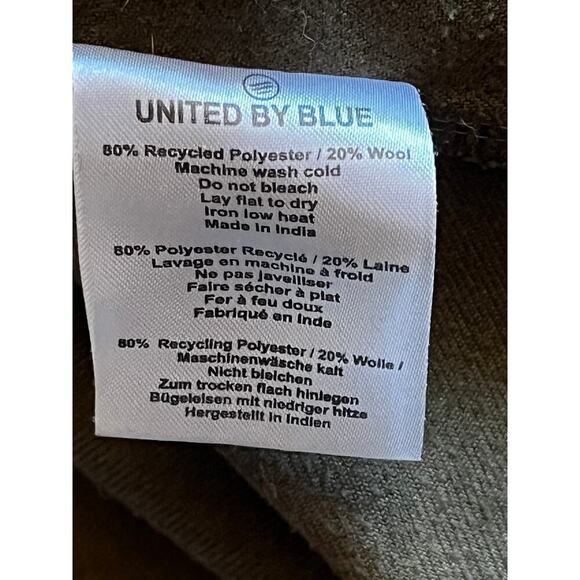 UNITED BY BLUE
80% Recycled Polyester / 20% Wool
Machine wash cold
Do not bleach
Lay flat to dry
Iron low heat
Made in India
80% Polyester Recyclé / 20% Laine
Lavage en machine à froid
Ne pas javelliser
Faire sécher à plat
Fer à feu doux
Fabriqué en Inde
80% Recycling Polyester / 20% Wolle /
Maschinenwäsche kalt
Nicht bleichen
Zum trocken flach hinlegen
Bügeleisen mit niedriger hitze
Hergestellt in Indien